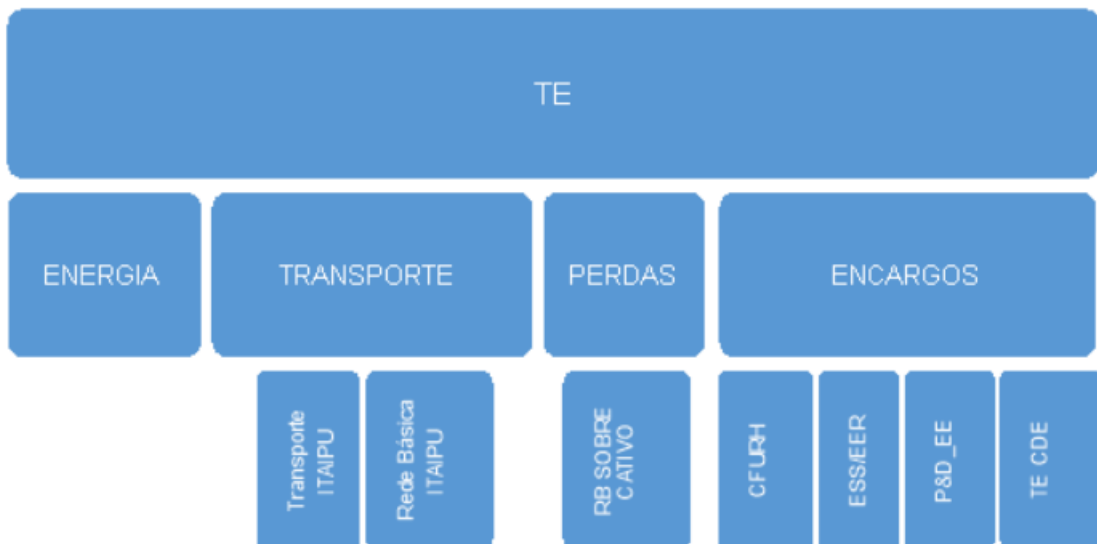 TE
ENERGIA
TRANSPORTE
PERDAS
ENCARGOS
Transporte
ITAIPU
Rede Básica
ITAIPU
RB SOBRE
CATIVO
CFURH
ESS/EER
P&D_EE
TE CDE